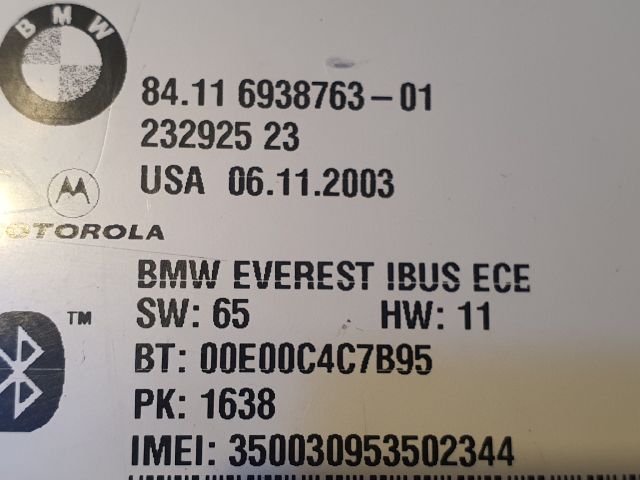 BMW
84.11 6938763-01
232925 23
USA 06.11.2003
OTOROLA
BMW EVEREST IBUS ECE
TM
SW: 65 HW: 11
BT: 00E00C4C7B95
PK: 1638
IMEI: 350030953502344